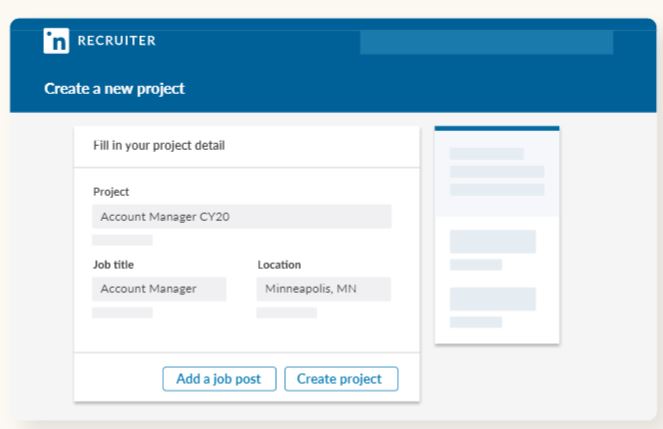 in RECRUITER
Create a new project
Fill in your project detail
Project
Account Manager CY20
Job title
Location
Account Manager
Minneapolis, MN
Add a job post
Create project